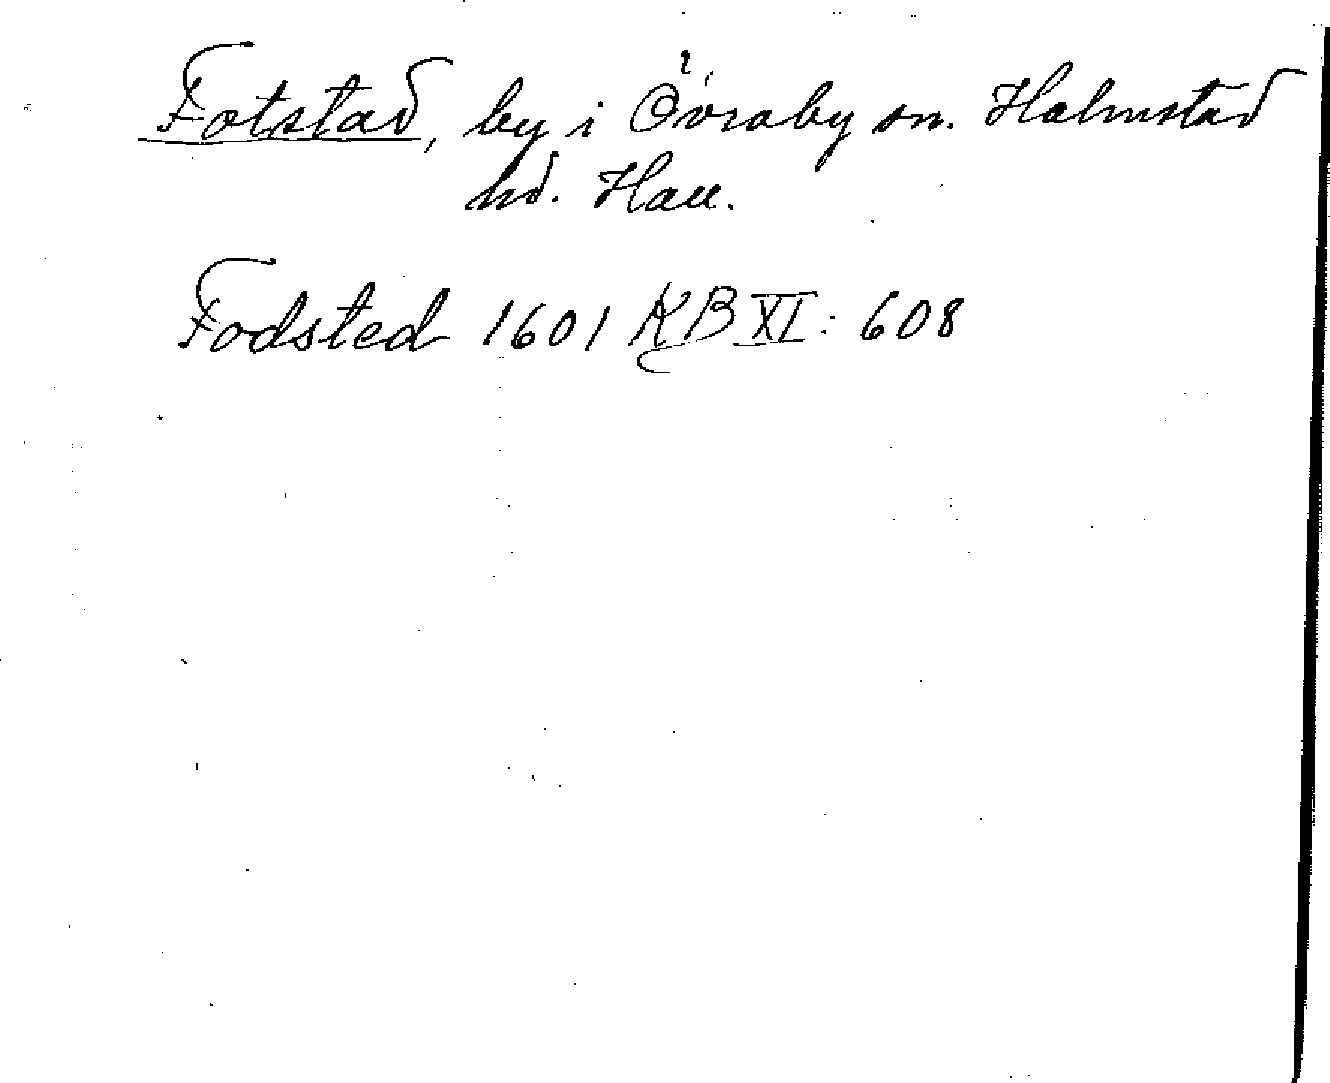 Fotstad, by i Övraby sn. Halmstad
hd. Hall.
Fodsted 1601 KB XI: 608